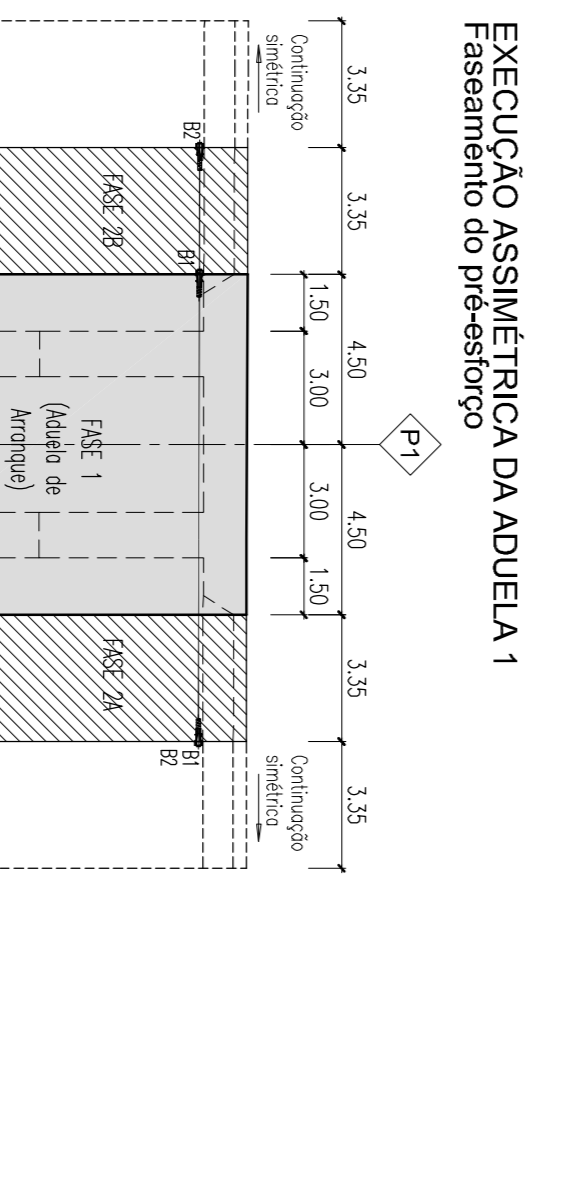 EXECUÇÃO ASSIMÉTRICA DA ADUELA 1
Faseamento do pré-esforço
P1
3.35
3.35
4.50
4.50
3.35
3.35
1.50
3.00
3.00
1.50
Continuação
simétrica
Continuação
simétrica
B2
B1
B1
B2
FASE 2B
FASE 1
(Aduela de
Arranque)
FASE 2A